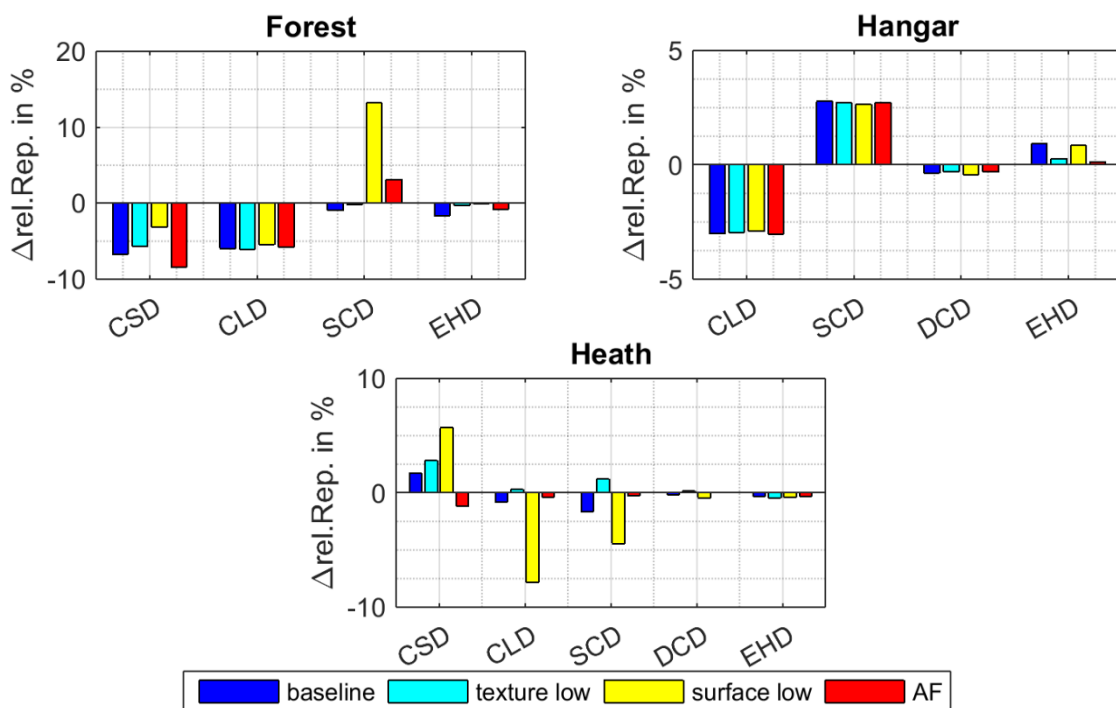 Forest
Δrel.Rep. in %
20
10
0
-10
CSD CLD SCD EHD
Hangar
Δrel.Rep. in %
5
0
-5
CLD SCD DCD EHD
Heath
Δrel.Rep. in %
10
0
-10
CSD CLD SCD DCD EHD
baseline texture low surface low AF